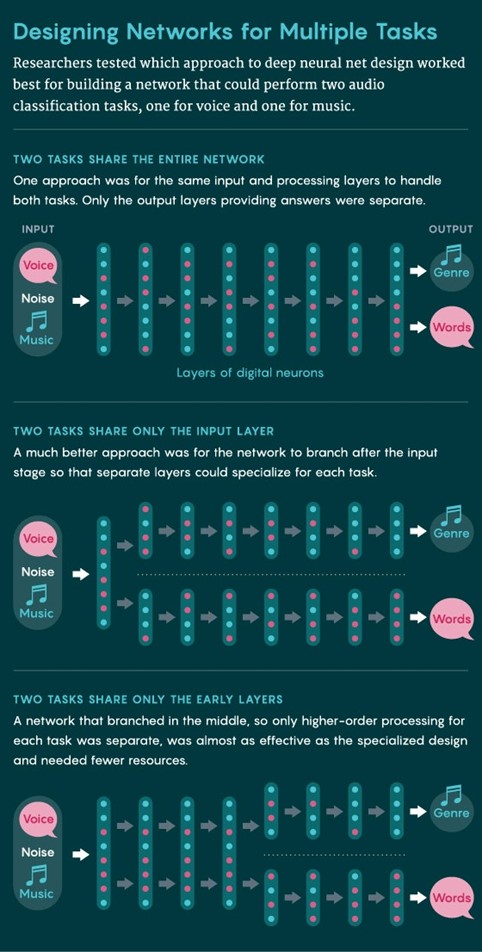 Designing Networks for Multiple Tasks
Researchers tested which approach to deep neural net design worked
best for building a network that could perform two audio
classification tasks, one for voice and one for music.
TWO TASKS SHARE THE ENTIRE NETWORK
One approach was for the same input and processing layers to handle
both tasks. Only the output layers providing answers were separate.
INPUT
OUTPUT
Voice
Noise
Music
Genre
Words
Layers of digital neurons
TWO TASKS SHARE ONLY THE INPUT LAYER
A much better approach was for the network to branch after the input
stage so that separate layers could specialize for each task.
Voice
Noise
Music
Genre
Words
TWO TASKS SHARE ONLY THE EARLY LAYERS
A network that branched in the middle, so only higher-order processing for
each task was separate, was almost as effective as the specialized design
and needed fewer resources.
Voice
Noise
Music
Genre
Words